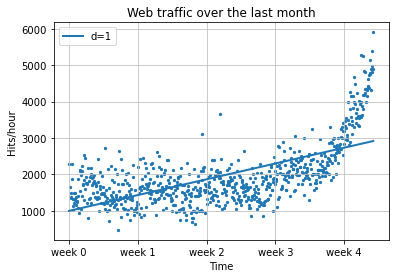 Web traffic over the last month
d=1
6000
5000
4000
3000
2000
1000
Hits/hour
week 0 week 1 week 2 week 3 week 4
Time